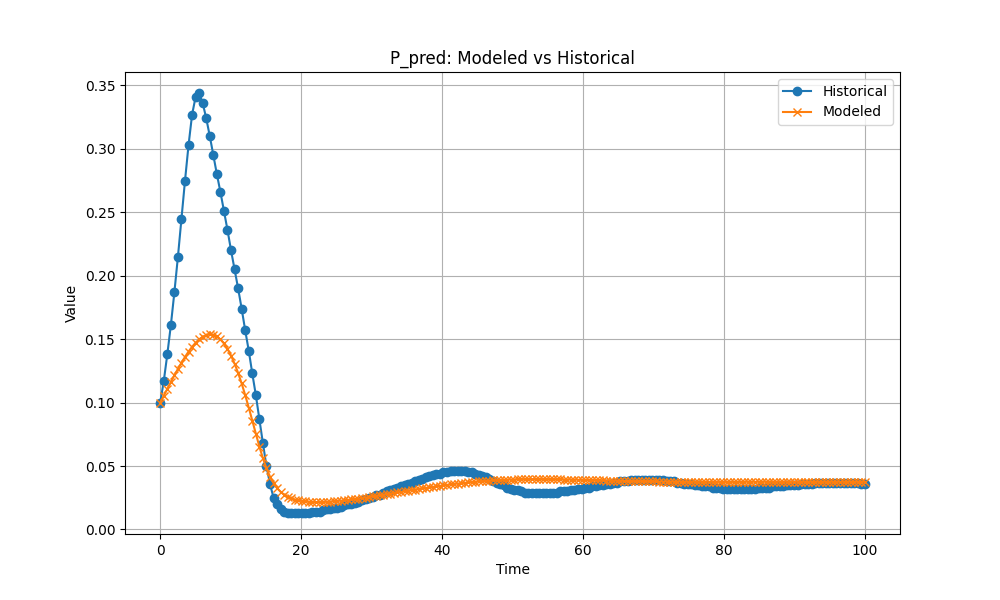 P_pred: Modeled vs Historical
Historical
Modeled
Value
0.35
0.30
0.25
0.20
0.15
0.10
0.05
0.00
0 20 40 60 80 100
Time